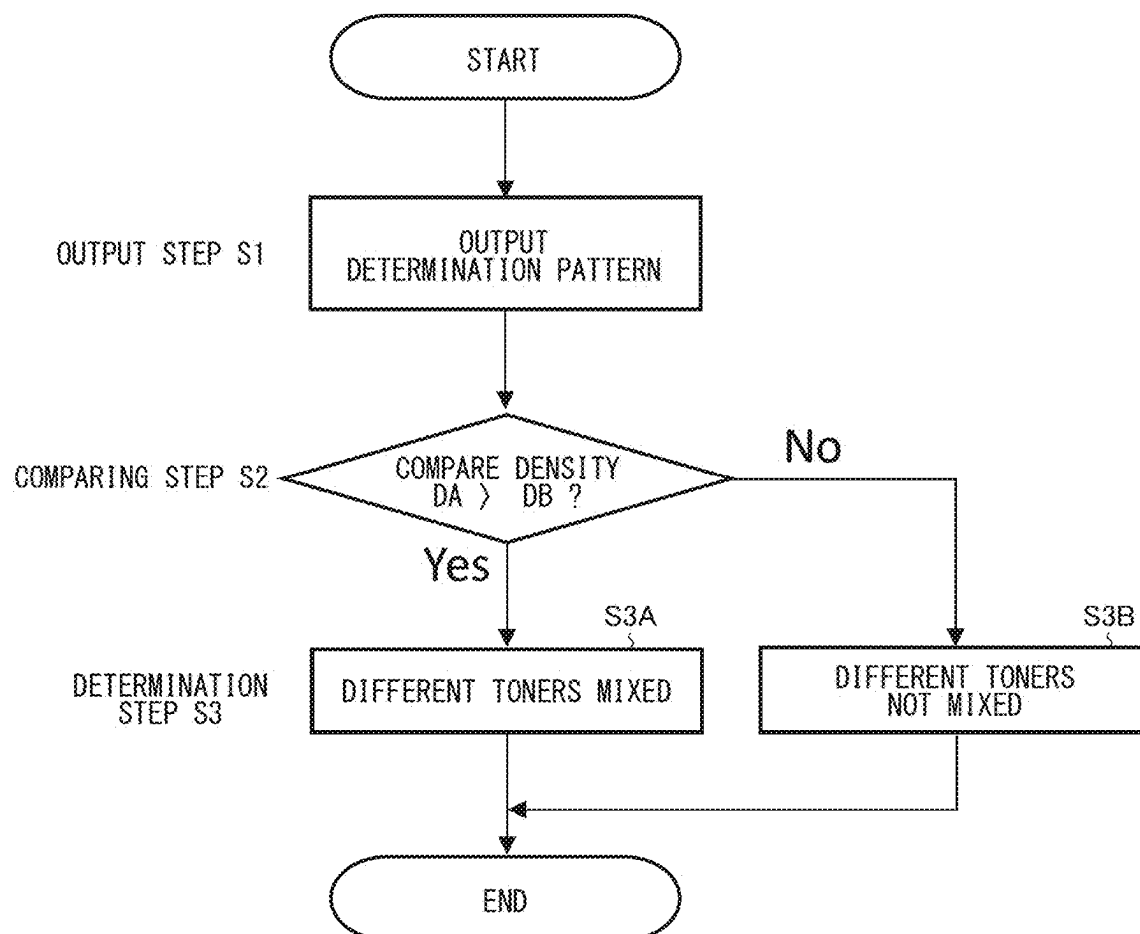 START
OUTPUT STEP S1
OUTPUT
DETERMINATION PATTERN
COMPARING STEP S2
COMPARE DENSITY
DA > DB ?
No
Yes
DETERMINATION
STEP S3
S3A
DIFFERENT TONERS MIXED
S3B
DIFFERENT TONERS
NOT MIXED
END